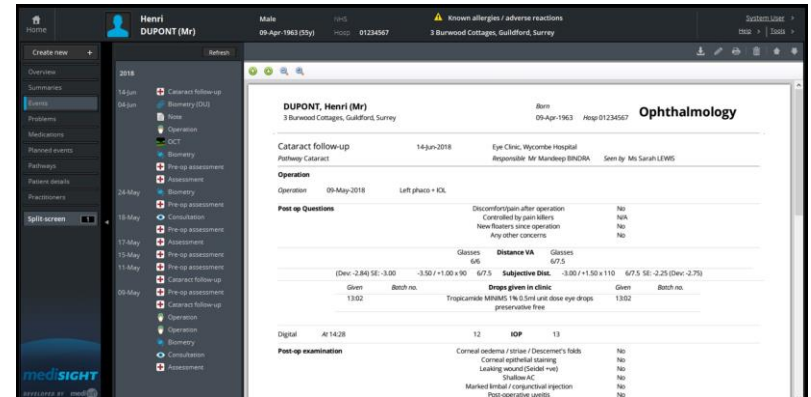 Home
Henri
DUPONT (Mr)
Male
NHS
Known allergies / adverse reactions
System User >
09-Apr-1963 (55y)
Hosp 01234567
3 Burwood Cottages, Guildford, Surrey
Help > | Tools >
Create new +
Refresh
Overview
Summaries
Events
Problems
Medications
Planned events
Pathways
Patient details
Practitioners
Split-screen 1
2018
14-Jun Cataract follow-up
04-Jun Biometry (OU)
Note
Operation
OCT
Biometry
Pre-op assessment
Assessment
24-May Biometry
Pre-op assessment
18-May Consultation
Pre-op assessment
17-May Assessment
15-May Pre-op assessment
11-May Pre-op assessment
Cataract follow-up
09-May Pre-op assessment
Cataract follow-up
Operation
Operation
Biometry
Consultation
Assessment
DUPONT, Henri (Mr)
Born
Ophthalmology
3 Burwood Cottages, Guildford, Surrey
09-Apr-1963 Hosp 01234567
Cataract follow-up 14-Jun-2018 Eye Clinic, Wycombe Hospital
Pathway Cataract Responsible Mr Mandeep BINDRA Seen by Ms Sarah LEWIS
Operation
Operation 09-May-2018 Left phaco + IOL
Post op Questions Discomfort/pain after operation No
Controlled by pain killers N/A
New floaters since operation No
Any other concerns No
Glasses Distance VA Glasses
6/6 6/7.5
(Dev: -2.84) SE: -3.00 -3.50 / +1.00 x 90 6/7.5 Subjective Dist. -3.00 / +1.50 x 110 6/7.5 SE: -2.25 (Dev: -2.75)
Given Batch no. Drops given in clinic Given Batch no.
13:02 Tropicamide MINIMS 1% 0.5ml unit dose eye drops 13:02
preservative free
Digital At 14:28 12 IOP 13
Post-op examination Corneal oedema / striae / Descemet's folds No
Corneal epithelial staining No
Leaking wound (Seidel +ve) No
Shallow AC No
Marked limbal / conjunctival injection No
Post-operative uveitis No
mediSIGHT
DEVELOPED BY medi